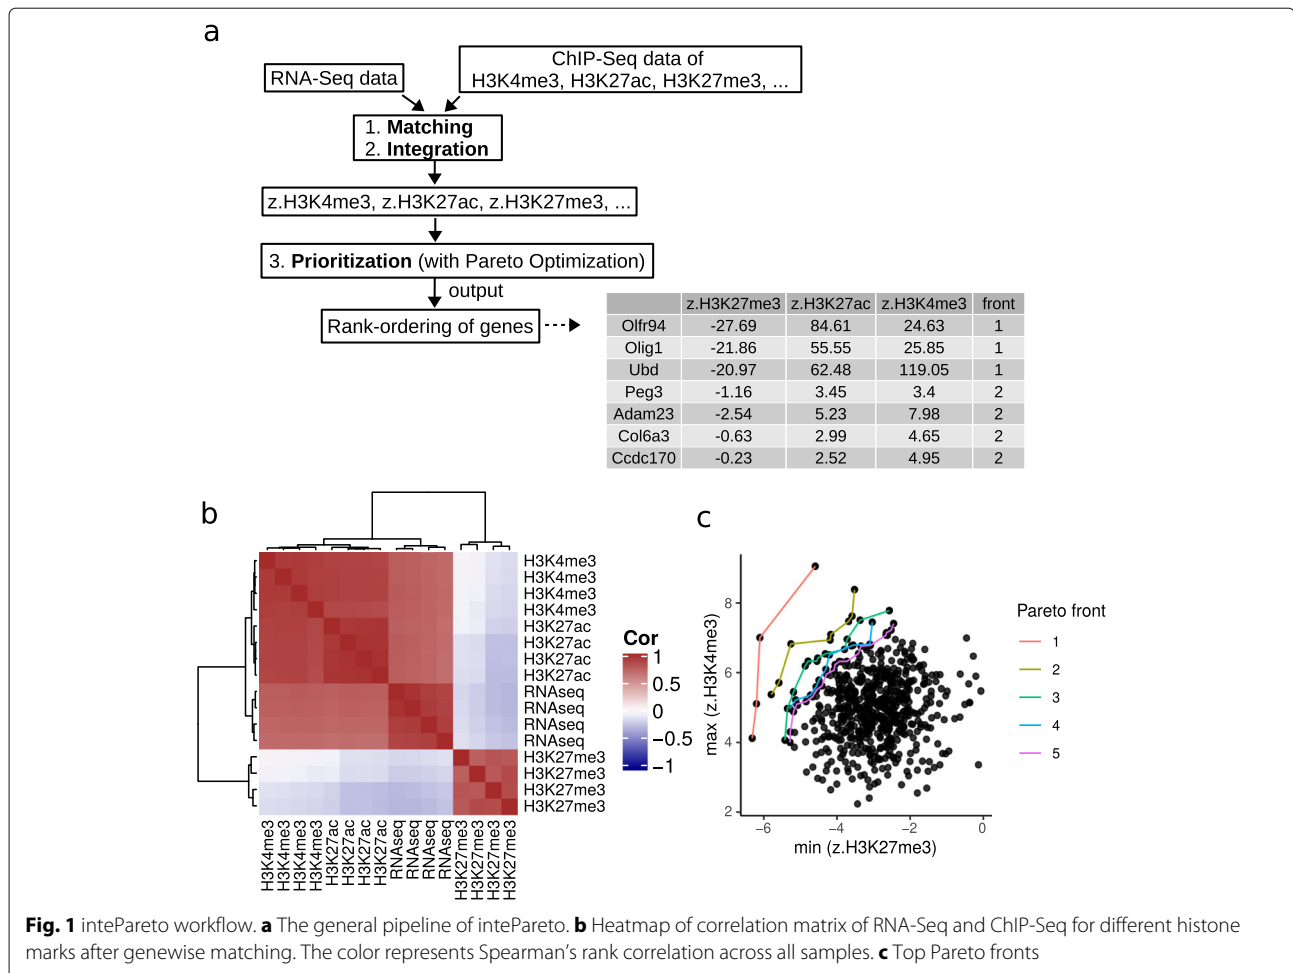 a
RNA-Seq data
ChIP-Seq data of
H3K4me3, H3K27ac, H3K27me3, ...
1. Matching
2. Integration
z.H3K4me3, z.H3K27ac, z.H3K27me3, ...
3. Prioritization (with Pareto Optimization)
output
Rank-ordering of genes
z.H3K27me3 z.H3K27ac z.H3K4me3 front
Olfr94 -27.69 84.61 24.63 1
Olig1 -21.86 55.55 25.85 1
Ubd -20.97 62.48 119.05 1
Peg3 -1.16 3.45 3.4 2
Adam23 -2.54 5.23 7.98 2
Col6a3 -0.63 2.99 4.65 2
Ccdc170 -0.23 2.52 4.95 2
b
H3K4me3
H3K4me3
H3K4me3
H3K4me3
H3K27ac
H3K27ac
H3K27ac
H3K27ac
RNAseq
RNAseq
RNAseq
RNAseq
H3K27me3
H3K27me3
H3K27me3
H3K27me3
H3K4me3
H3K4me3
H3K4me3
H3K4me3
H3K27ac
H3K27ac
H3K27ac
H3K27ac
RNAseq
RNAseq
RNAseq
RNAseq
H3K27me3
H3K27me3
H3K27me3
H3K27me3
Cor
1
0.5
0
−0.5
−1
c
max (z.H3K4me3)
8
6
4
2
−6 −4 −2 0
min (z.H3K27me3)
Pareto front
1
2
3
4
5
Fig. 1 intePareto workflow. a The general pipeline of intePareto. b Heatmap of correlation matrix of RNA-Seq and ChIP-Seq for different histone
marks after genewise matching. The color represents Spearman's rank correlation across all samples. c Top Pareto fronts